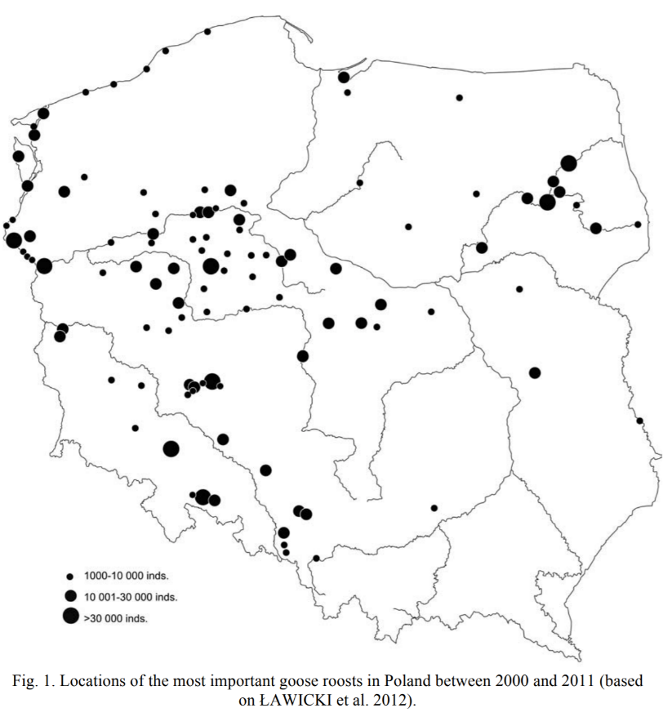 1000-10 000 inds.
10 001-30 000 inds.
>30 000 inds.
Fig. 1. Locations of the most important goose roosts in Poland between 2000 and 2011 (based
on ŁAWICKI et al. 2012).